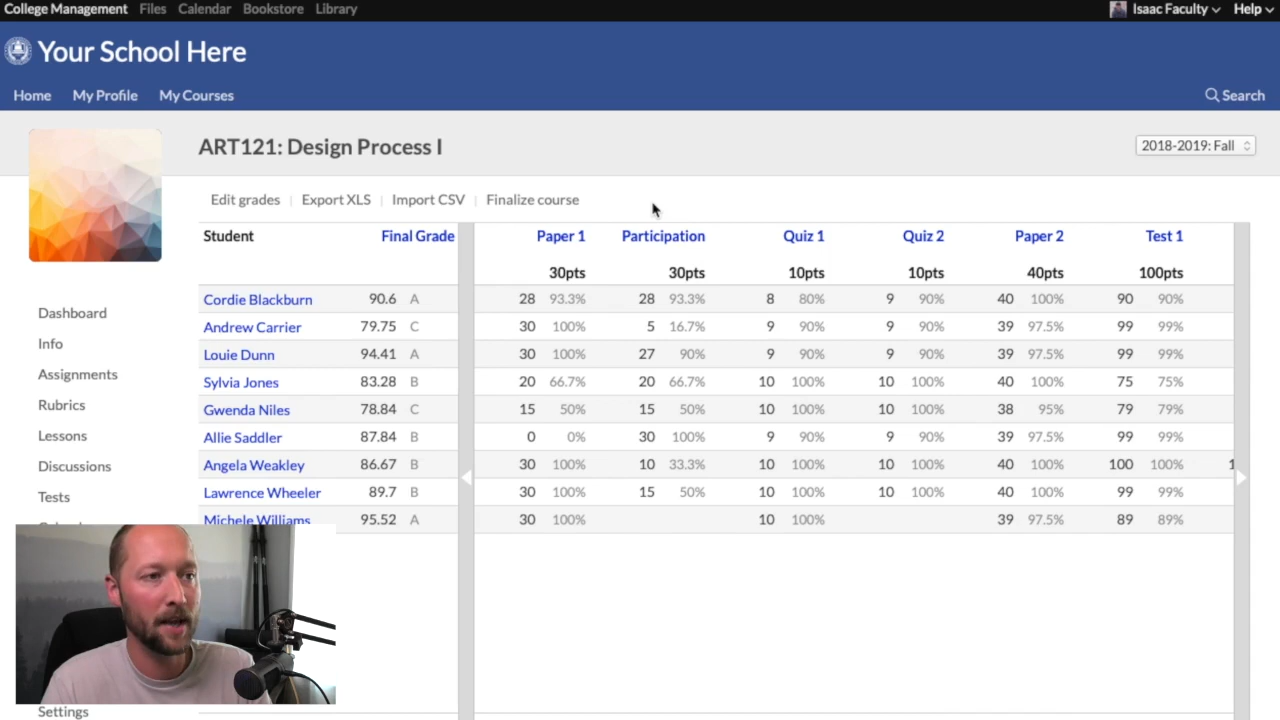 College Management Files Calendar Bookstore Library Isaac Faculty Help
Your School Here
Home My Profile My Courses Search
ART121: Design Process I 2018-2019: Fall
Edit grades | Export XLS | Import CSV | Finalize course
Student Final Grade Paper 1 Participation Quiz 1 Quiz 2 Paper 2 Test 1
30pts 30pts 10pts 10pts 40pts 100pts
Cordie Blackburn 90.6 A 28 93.3% 28 93.3% 8 80% 9 90% 40 100% 90 90%
Andrew Carrier 79.75 C 30 100% 5 16.7% 9 90% 9 90% 39 97.5% 99 99%
Louie Dunn 94.41 A 30 100% 27 90% 9 90% 9 90% 39 97.5% 99 99%
Sylvia Jones 83.28 B 20 66.7% 20 66.7% 10 100% 10 100% 40 100% 75 75%
Gwenda Niles 78.84 C 15 50% 15 50% 10 100% 10 100% 38 95% 79 79%
Allie Saddler 87.84 B 0 0% 30 100% 9 90% 9 90% 39 97.5% 99 99%
Angela Weakley 86.67 B 30 100% 10 33.3% 10 100% 10 100% 40 100% 100 100% 1
Lawrence Wheeler 89.7 B 30 100% 15 50% 10 100% 10 100% 40 100% 99 99%
Michele Williams 95.52 A 30 100% 10 100% 39 97.5% 89 89%
Dashboard
Info
Assignments
Rubrics
Lessons
Discussions
Tests
Settings